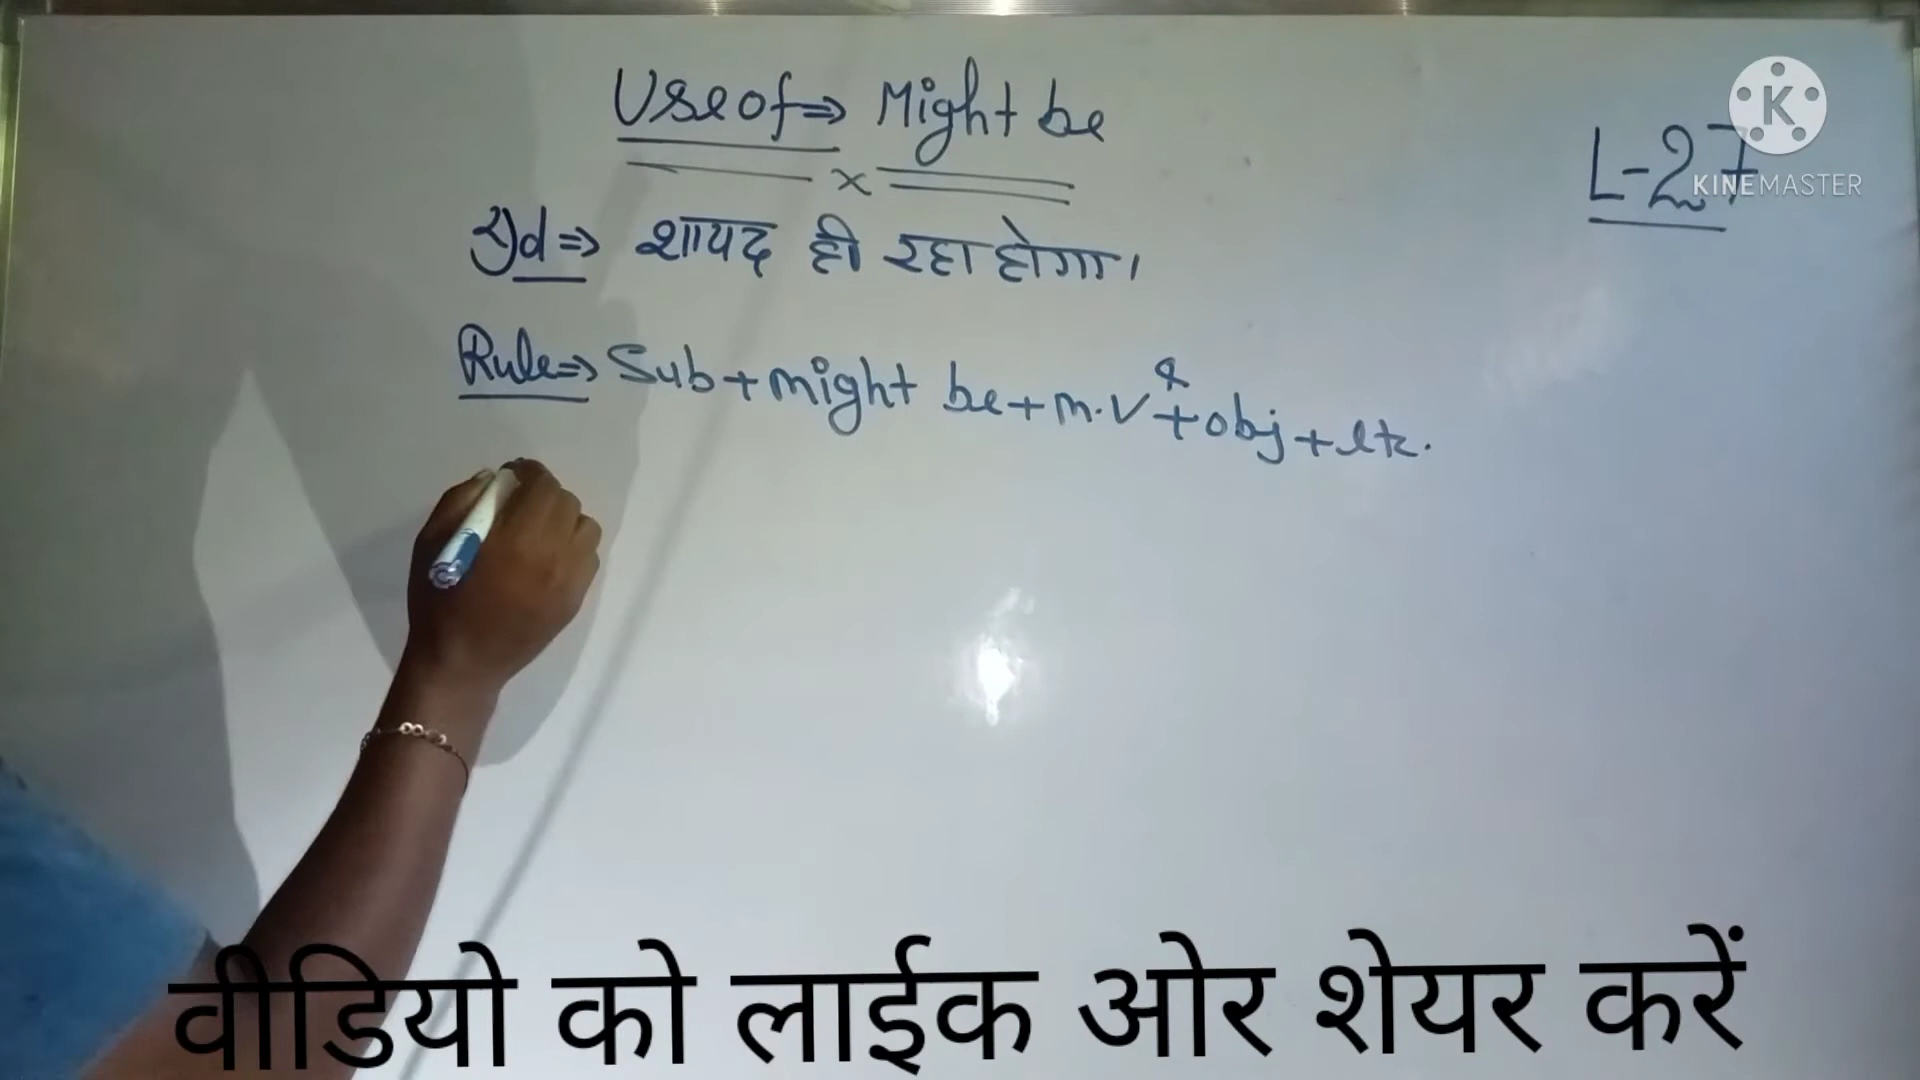 Use of ⇒ Might be
L-27
KINEMASTER
Id ⇒ शायद ही रहा होगा।
Rule ⇒ Sub + might be + m.v⁴ + obj + etc.
वीडियो को लाईक ओर शेयर करें